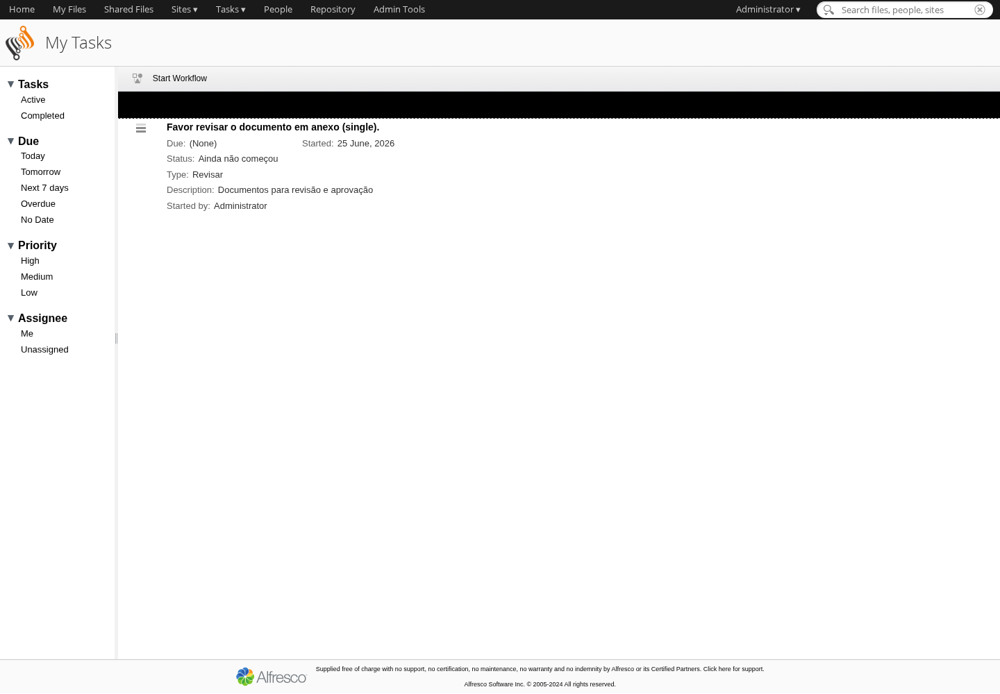 Home My Files Shared Files Sites ▾ Tasks ▾ People Repository Admin Tools Administrator ▾ Search files, people, sites
My Tasks
Start Workflow
Tasks
Active
Completed
Due
Today
Tomorrow
Next 7 days
Overdue
No Date
Priority
High
Medium
Low
Assignee
Me
Unassigned
Favor revisar o documento em anexo (single).
Due: (None) Started: 25 June, 2026
Status: Ainda não começou
Type: Revisar
Description: Documentos para revisão e aprovação
Started by: Administrator
Alfresco
Supplied free of charge with no support, no certification, no maintenance, no warranty and no indemnity by Alfresco or its Certified Partners. Click here for support.
Alfresco Software Inc. © 2005-2024 All rights reserved.